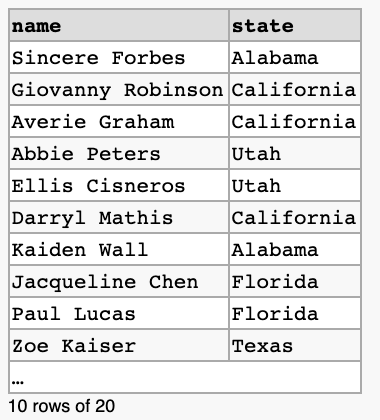 name state
Sincere Forbes Alabama
Giovanny Robinson California
Averie Graham California
Abbie Peters Utah
Ellis Cisneros Utah
Darryl Mathis California
Kaiden Wall Alabama
Jacqueline Chen Florida
Paul Lucas Florida
Zoe Kaiser Texas
…
10 rows of 20